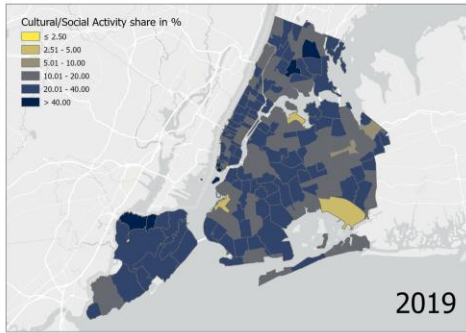 Cultural/Social Activity share in %
≤ 2.50
2.51 - 5.00
5.01 - 10.00
10.01 - 20.00
20.01 - 40.00
> 40.00
2019